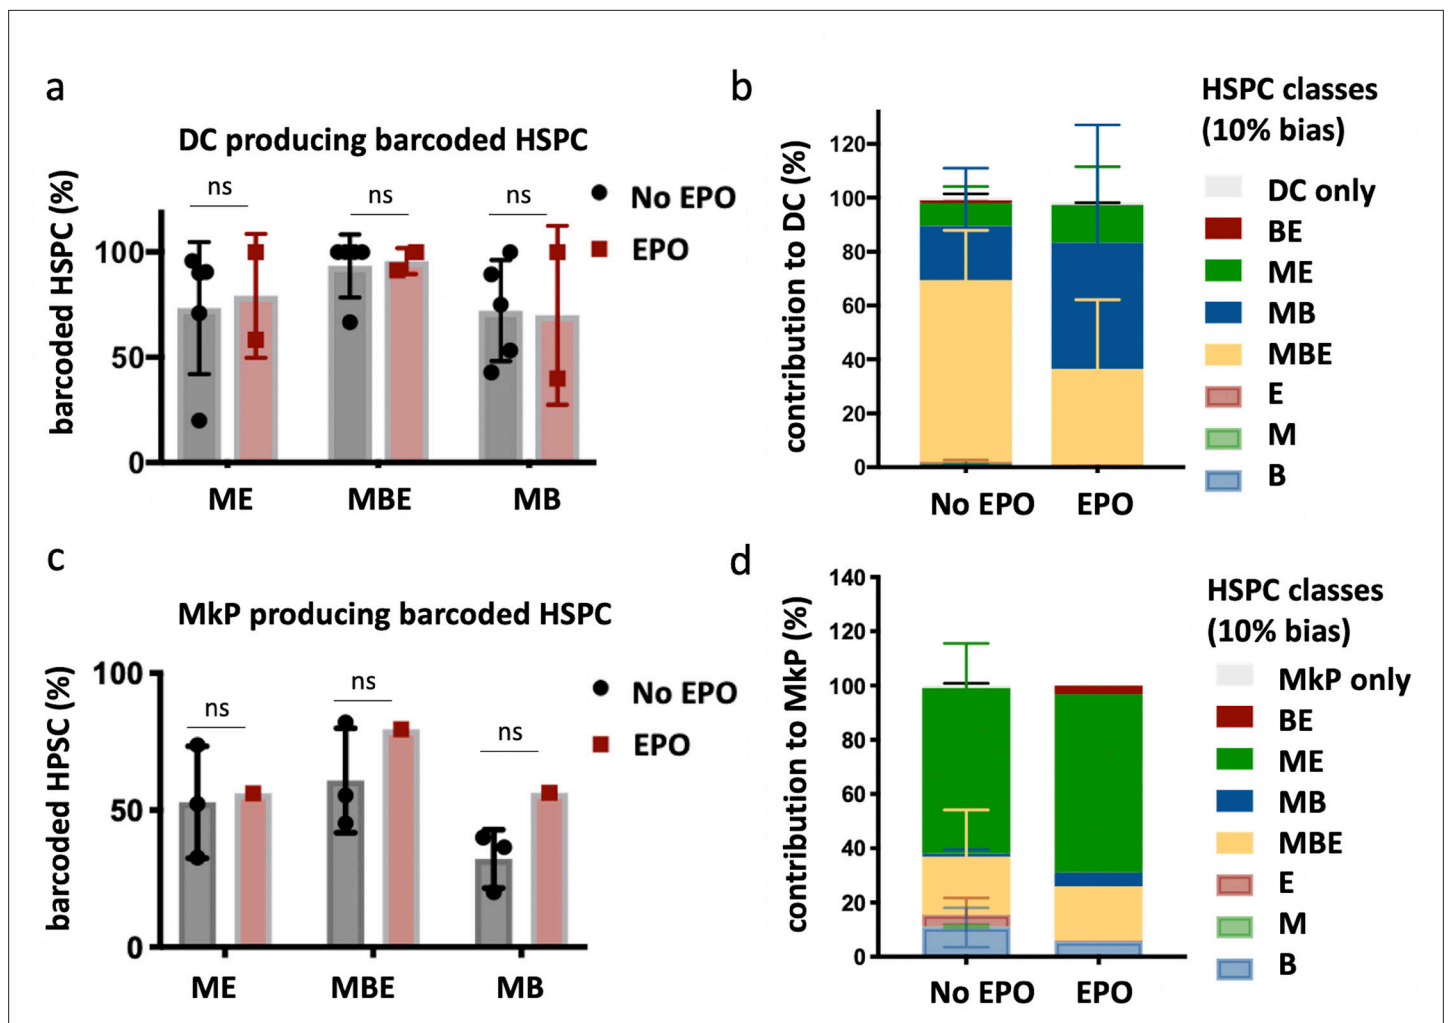 a
DC producing barcoded HSPC
barcoded HSPC (%)
100
50
0
ns
ns
ns
No EPO
EPO
ME
MBE
MB
b
contribution to DC (%)
120
100
80
60
40
20
0
No EPO
EPO
HSPC classes
(10% bias)
DC only
BE
ME
MB
MBE
E
M
B
c
MkP producing barcoded HSPC
barcoded HPSC (%)
100
50
0
ns
ns
ns
No EPO
EPO
ME
MBE
MB
d
contribution to MkP (%)
140
120
100
80
60
40
20
0
No EPO
EPO
HSPC classes
(10% bias)
MkP only
BE
ME
MB
MBE
E
M
B